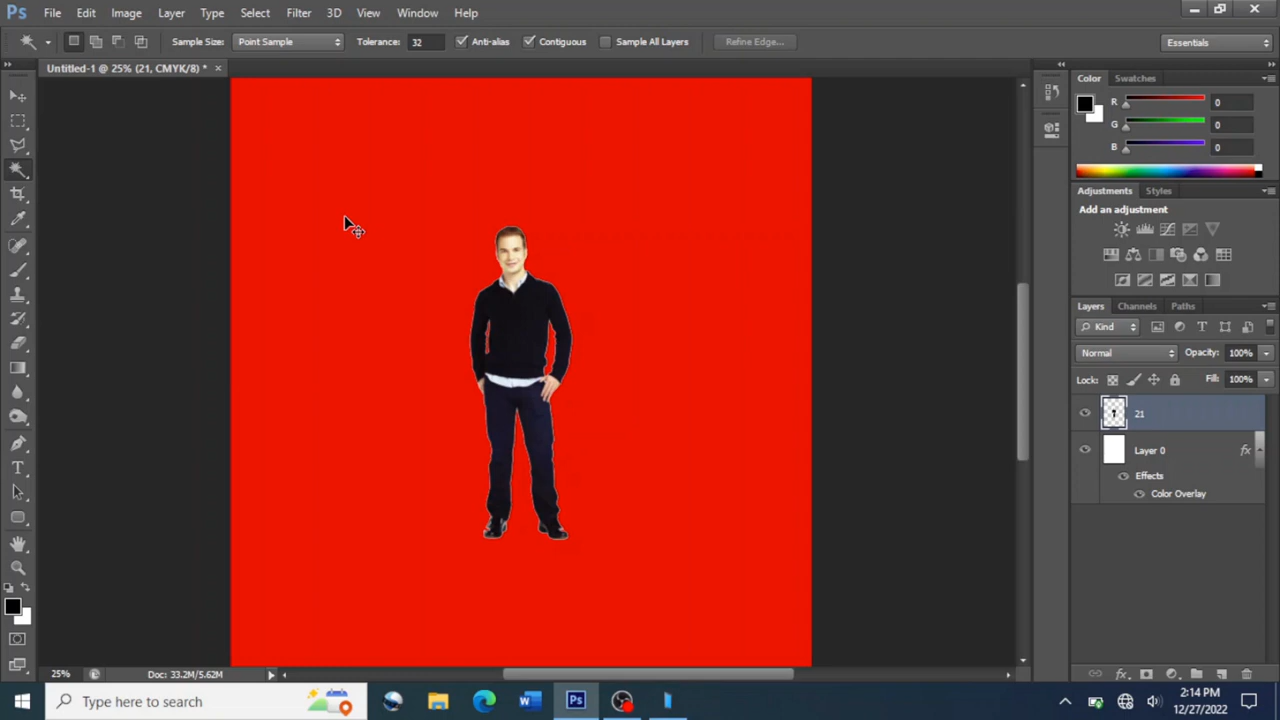 Ps File Edit Image Layer Type Select Filter 3D View Window Help
Sample Size: Point Sample Tolerance: 32 Anti-alias Contiguous Sample All Layers Refine Edge... Essentials
Untitled-1 @ 25% (21, CMYK/8) * ×
Color Swatches
R 0
G 0
B 0
Adjustments Styles
Add an adjustment
Layers Channels Paths
Kind
Normal Opacity: 100%
Lock: Fill: 100%
21
Layer 0 fx
Effects
Color Overlay
25% Doc: 33.2M/5.62M
Type here to search
2:14 PM
12/27/2022